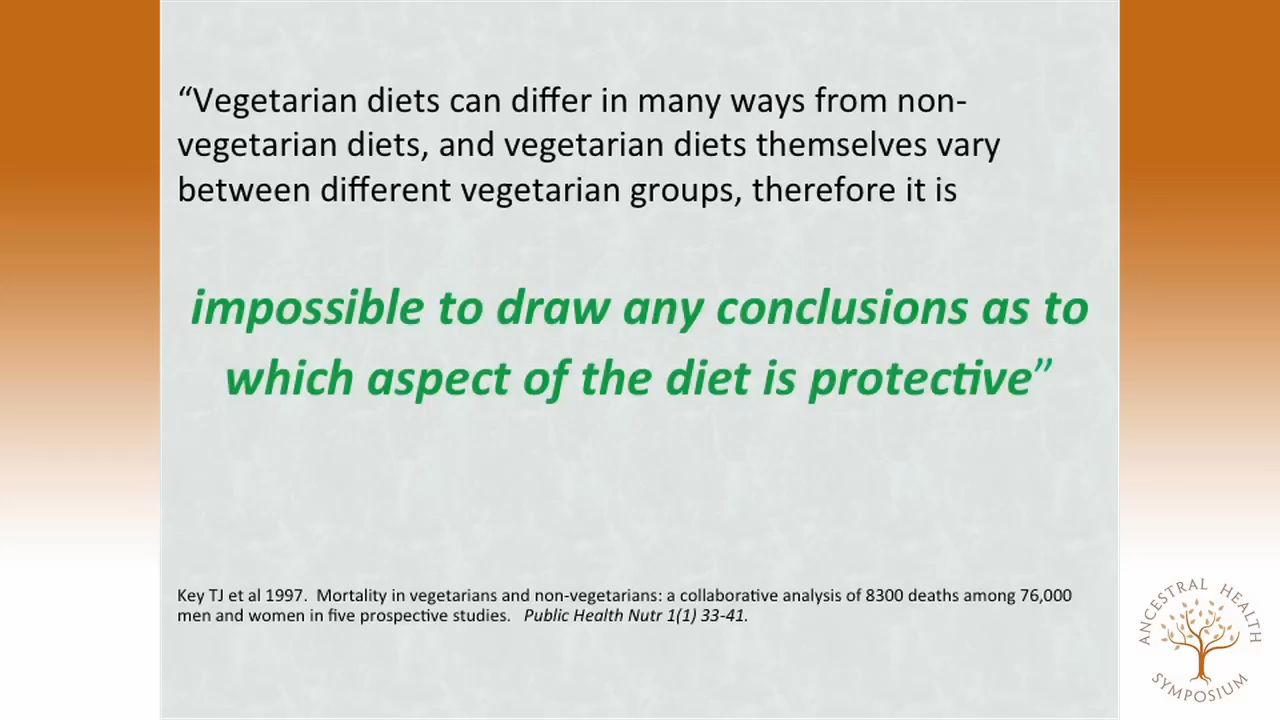 “Vegetarian diets can differ in many ways from non-
vegetarian diets, and vegetarian diets themselves vary
between different vegetarian groups, therefore it is
impossible to draw any conclusions as to
which aspect of the diet is protective”
Key TJ et al 1997. Mortality in vegetarians and non-vegetarians: a collaborative analysis of 8300 deaths among 76,000
men and women in five prospective studies. Public Health Nutr 1(1) 33-41.
ANCESTRAL HEALTH
SYMPOSIUM